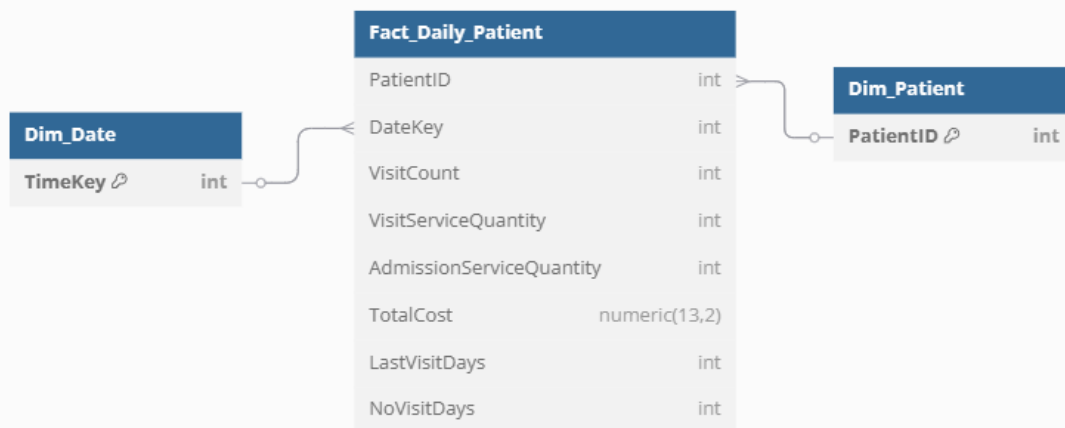 Fact_Daily_Patient
PatientID int
DateKey int
VisitCount int
VisitServiceQuantity int
AdmissionServiceQuantity int
TotalCost numeric(13,2)
LastVisitDays int
NoVisitDays int
Dim_Date
TimeKey int
Dim_Patient
PatientID int